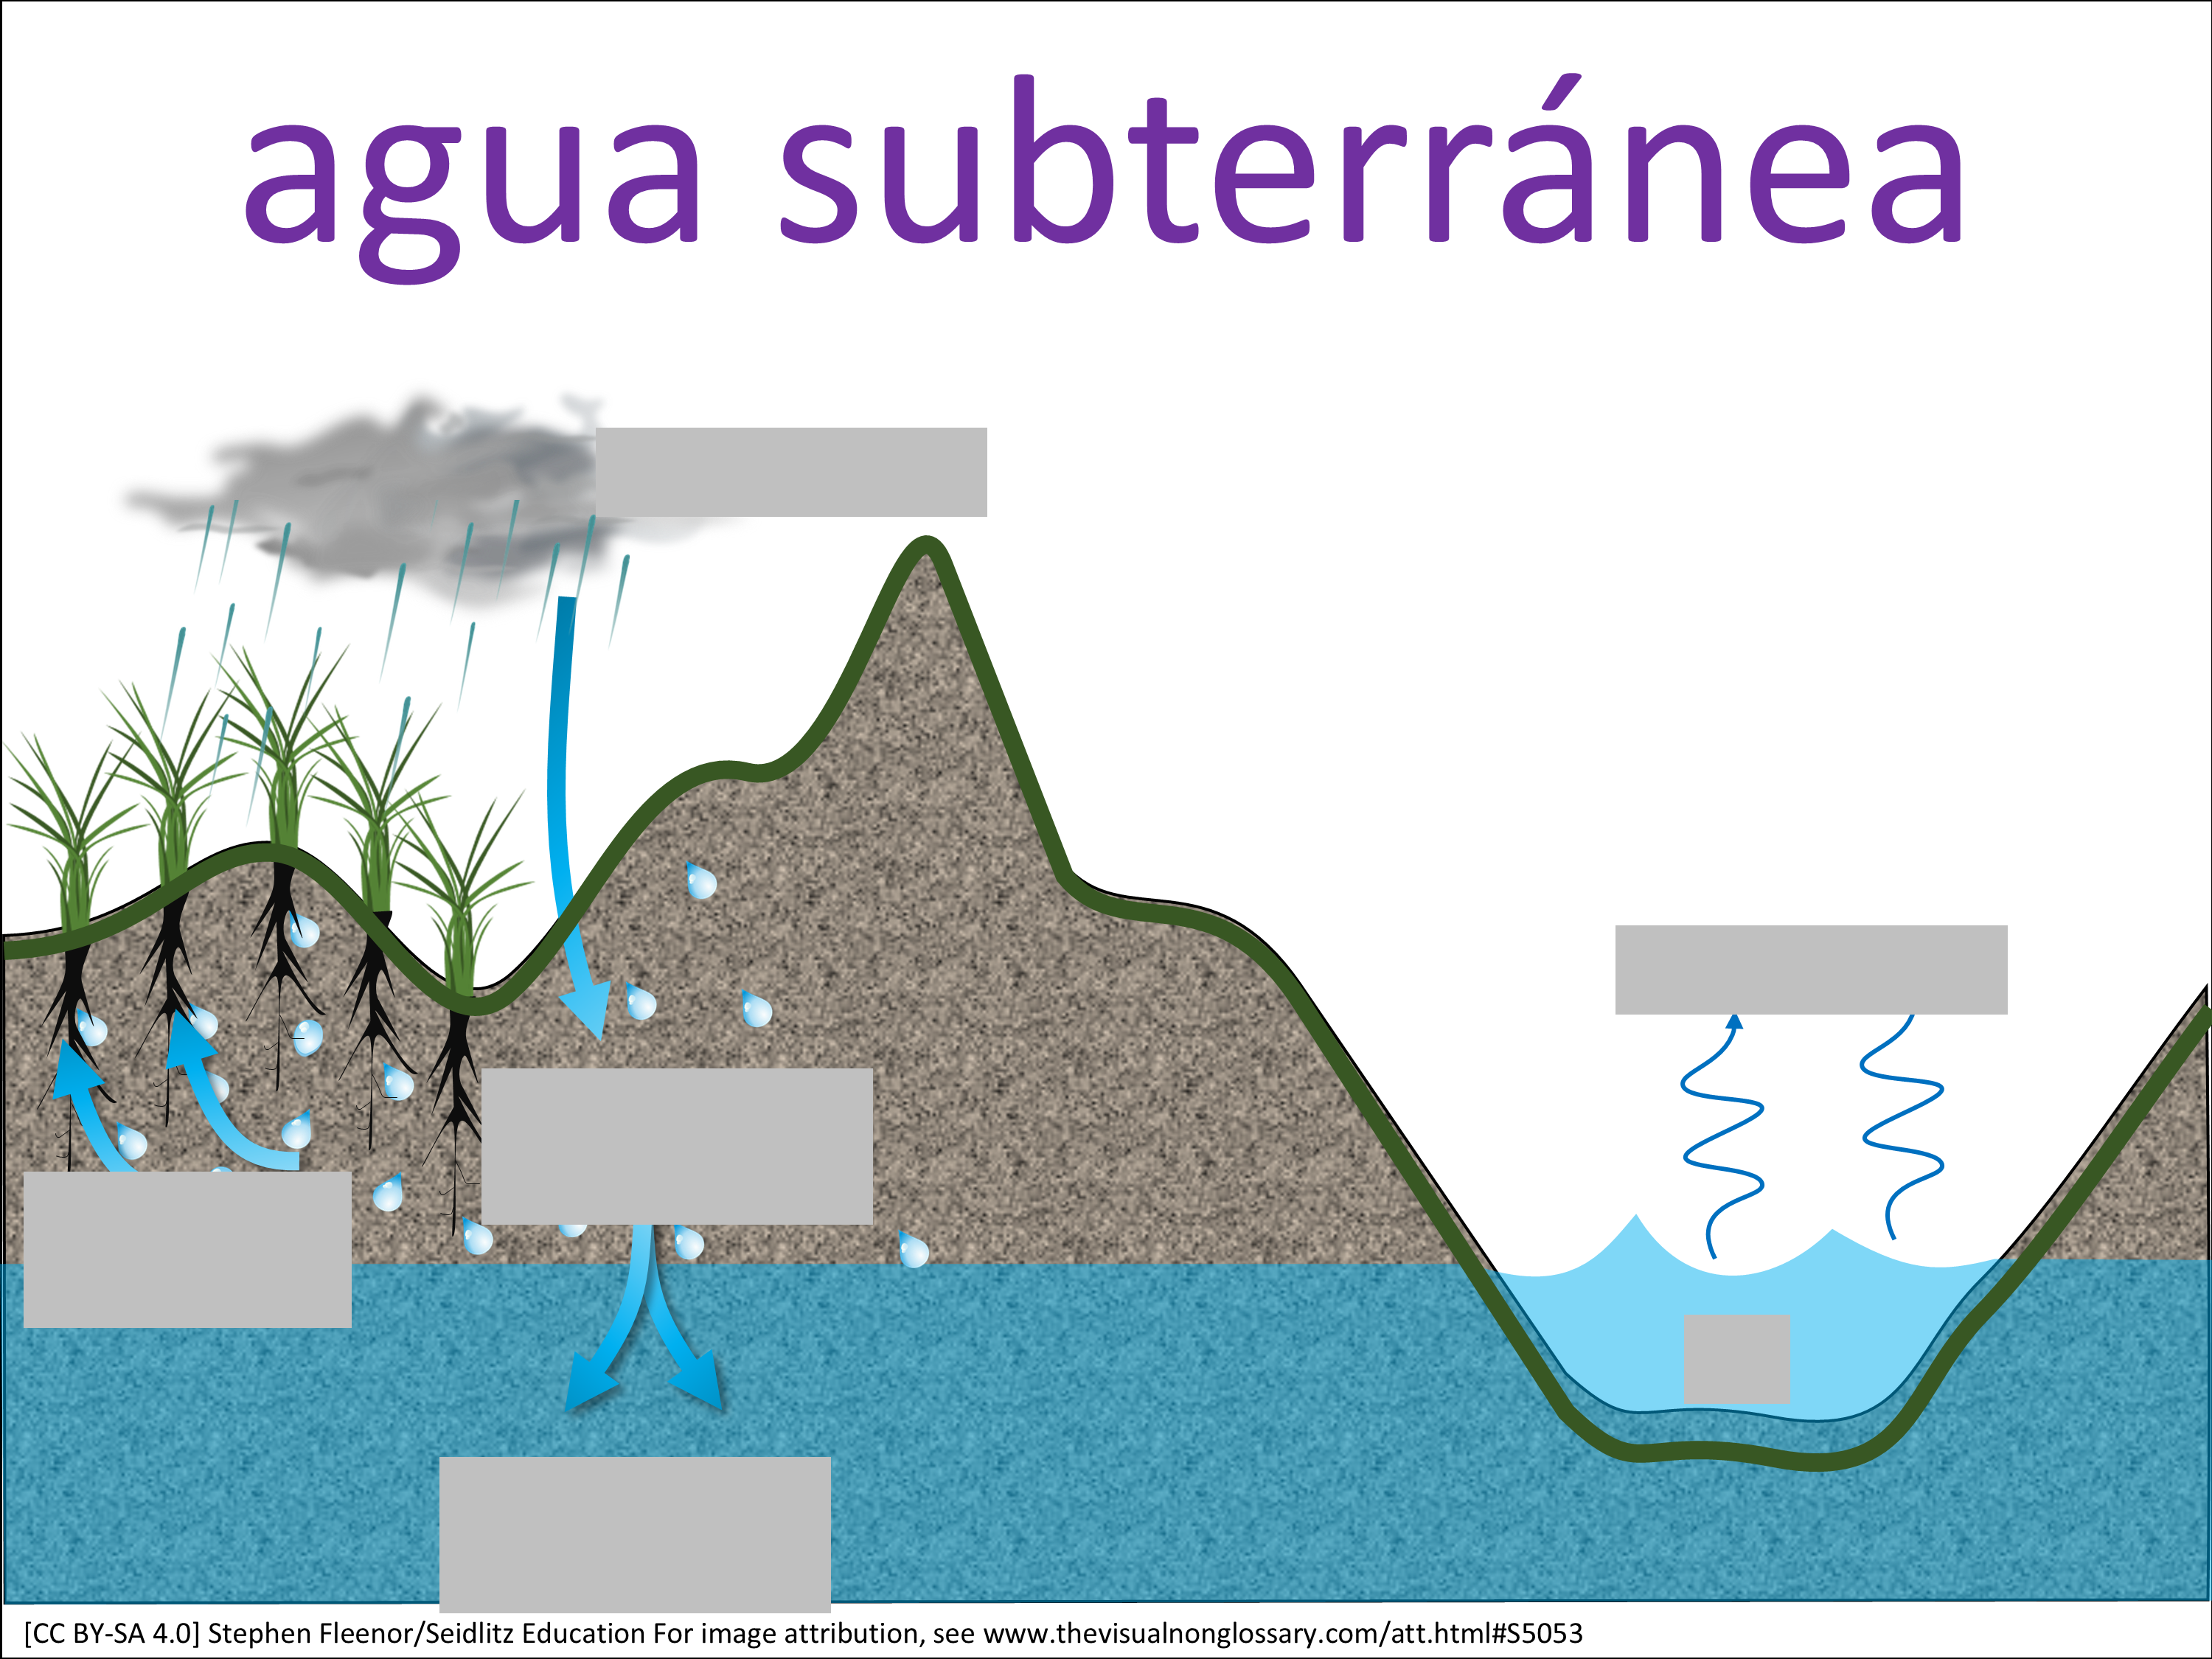 agua subterránea
[CC BY-SA 4.0] Stephen Fleenor/Seidlitz Education For image attribution, see www.thevisualnonglossary.com/att.html#S5053